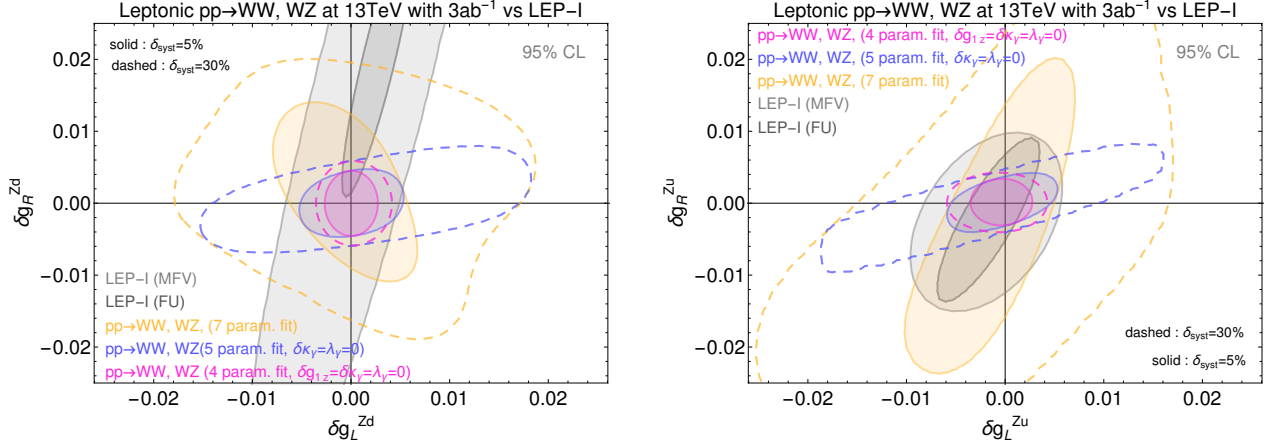 Leptonic pp→WW, WZ at 13TeV with 3ab⁻¹ vs LEP-I
solid : δsyst=5%
dashed : δsyst=30%
95% CL
0.02
0.01
0.00
−0.01
−0.02
δgR^Zd
LEP−I (MFV)
LEP−I (FU)
pp→WW, WZ, (7 param. fit)
pp→WW, WZ(5 param. fit, δκγ=λγ=0)
pp→WW, WZ (4 param. fit, δg1z=δκγ=λγ=0)
−0.02
−0.01
0.00
0.01
0.02
δgL^Zd
Leptonic pp→WW, WZ at 13TeV with 3ab⁻¹ vs LEP−I
pp→WW, WZ, (4 param. fit, δg1z=δκγ=λγ=0)
pp→WW, WZ, (5 param. fit, δκγ=λγ=0)
pp→WW, WZ, (7 param. fit)
LEP−I (MFV)
LEP−I (FU)
95% CL
0.02
0.01
0.00
−0.01
−0.02
δgR^Zu
dashed : δsyst=30%
solid : δsyst=5%
−0.02
−0.01
0.00
0.01
0.02
δgL^Zu